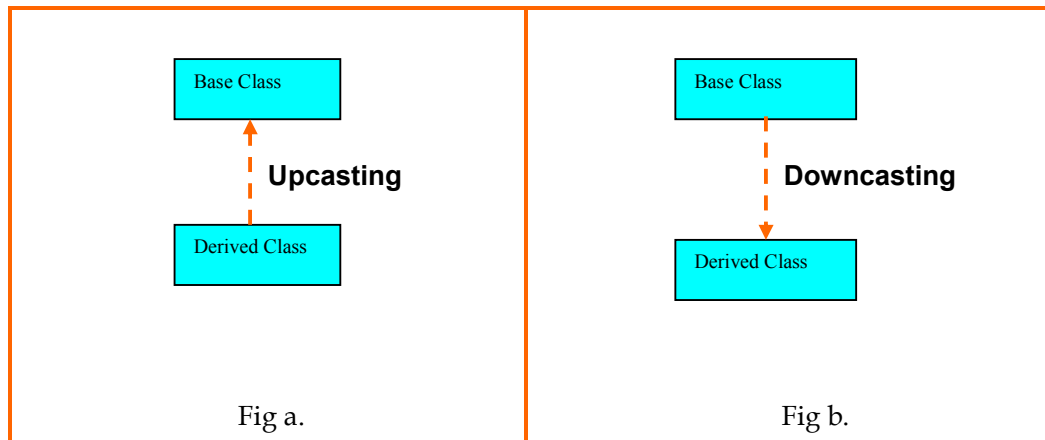 Base Class
Upcasting
Derived Class
Fig a.
Base Class
Downcasting
Derived Class
Fig b.